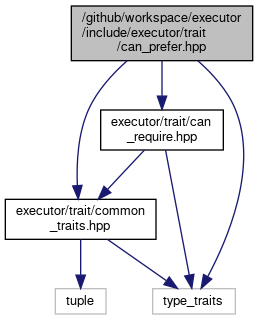 /github/workspace/executor
/include/executor/trait
/can_prefer.hpp
executor/trait/can
_require.hpp
executor/trait/common
_traits.hpp
tuple
type_traits